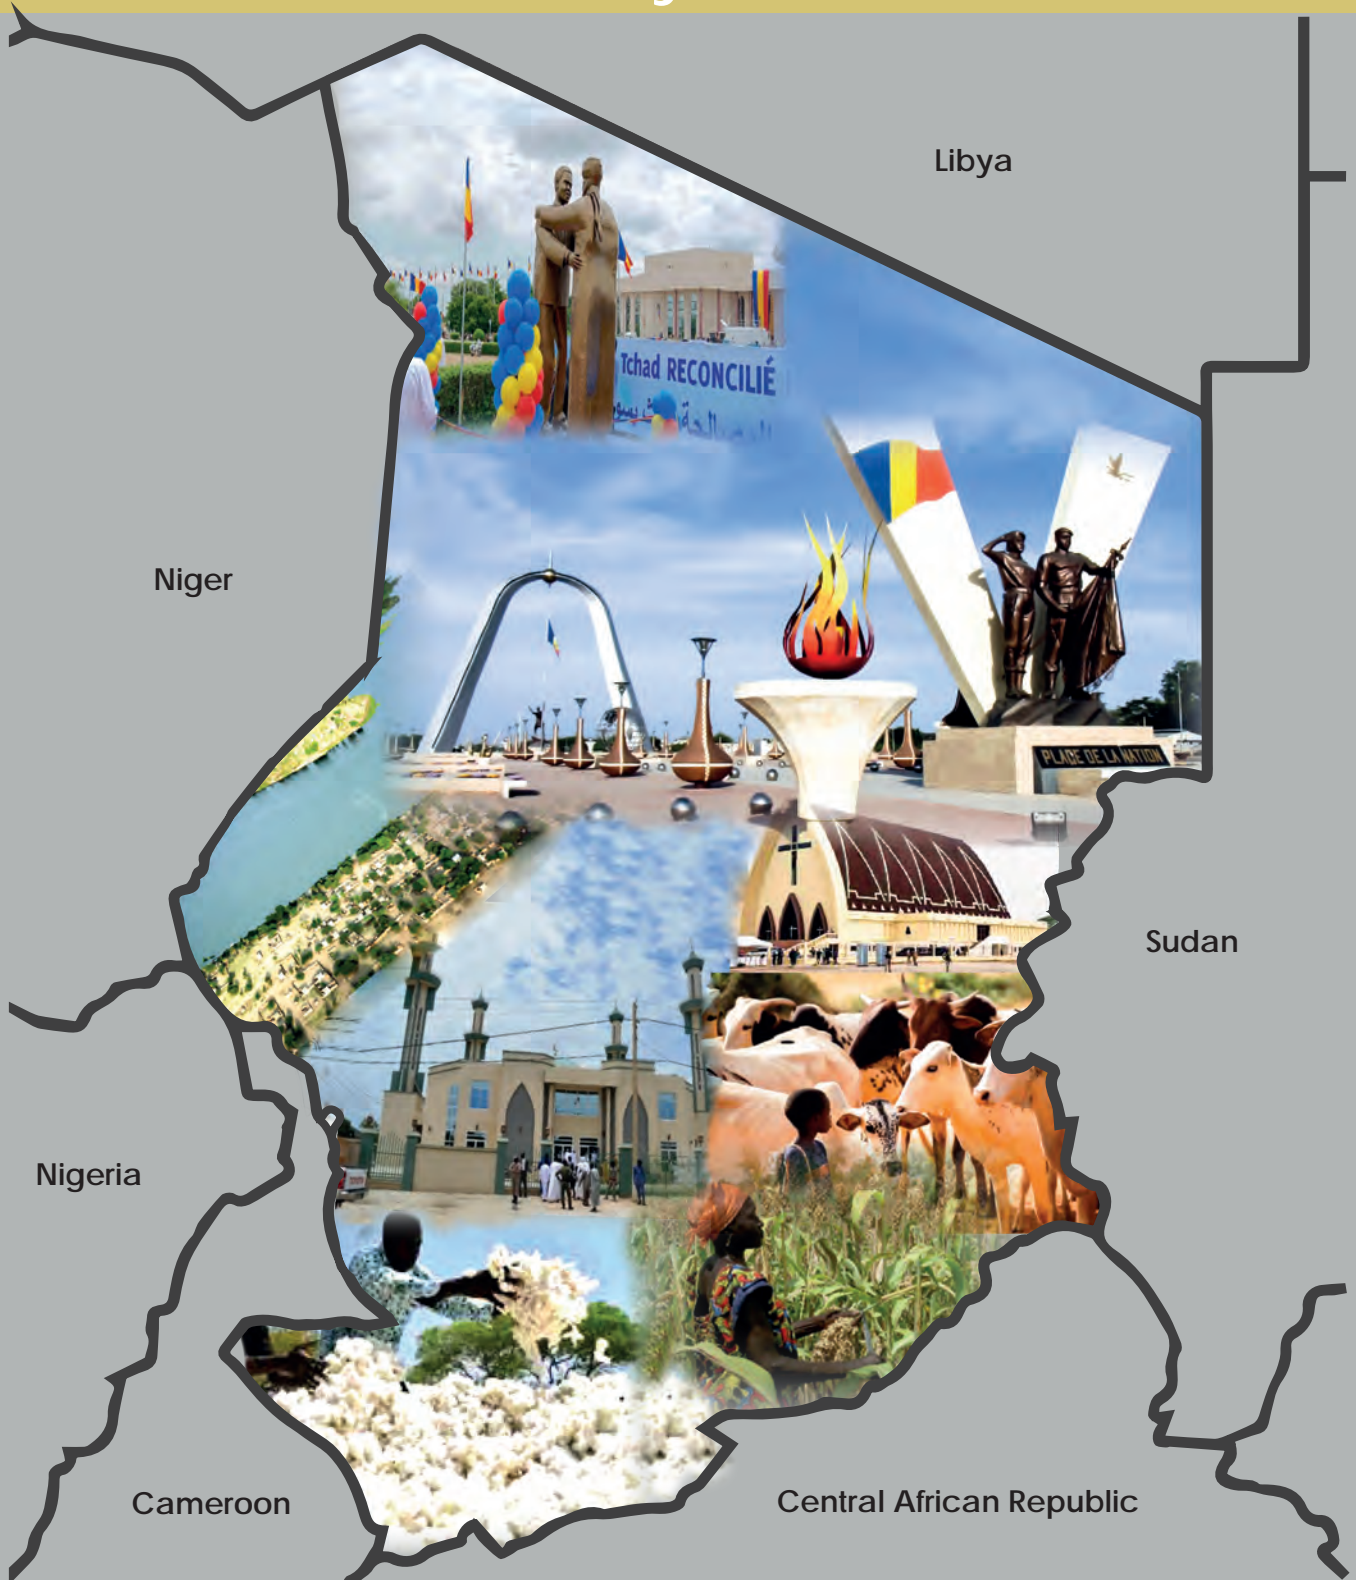 Libya
Tchad RECONCILIÉ
Niger
PLACE DE LA NATION
Sudan
Nigeria
Cameroon
Central African Republic